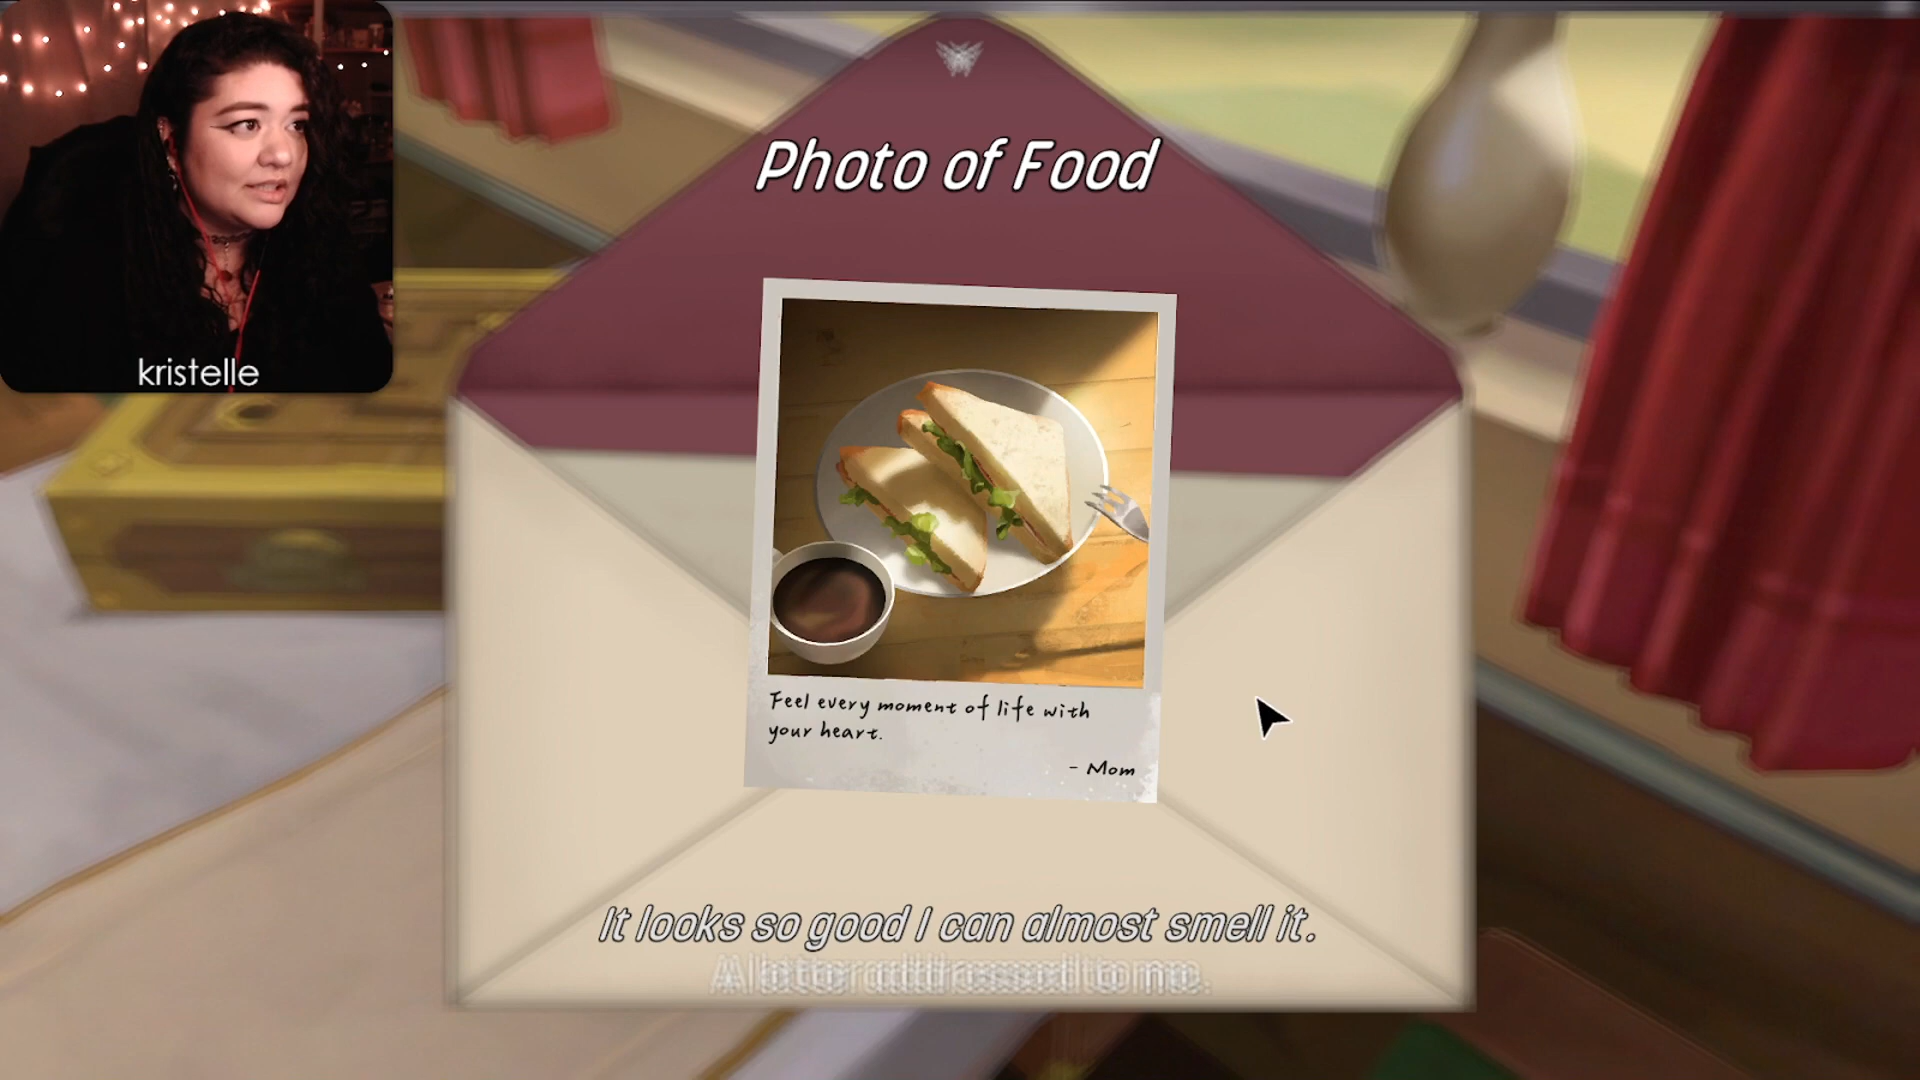 Photo of Food
kristelle
Feel every moment of life with
your heart.
- Mom
It looks so good I can almost smell it.